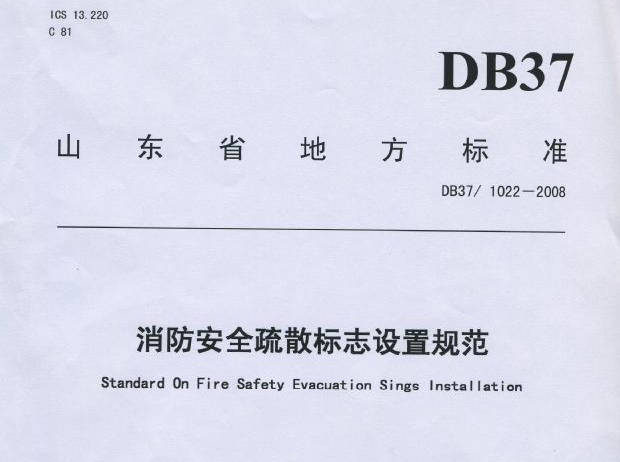 ICS 13.220
C 81
DB37
山东省地方标准
DB37/ 1022－2008
消防安全疏散标志设置规范
Standard On Fire Safety Evacuation Sings Installation